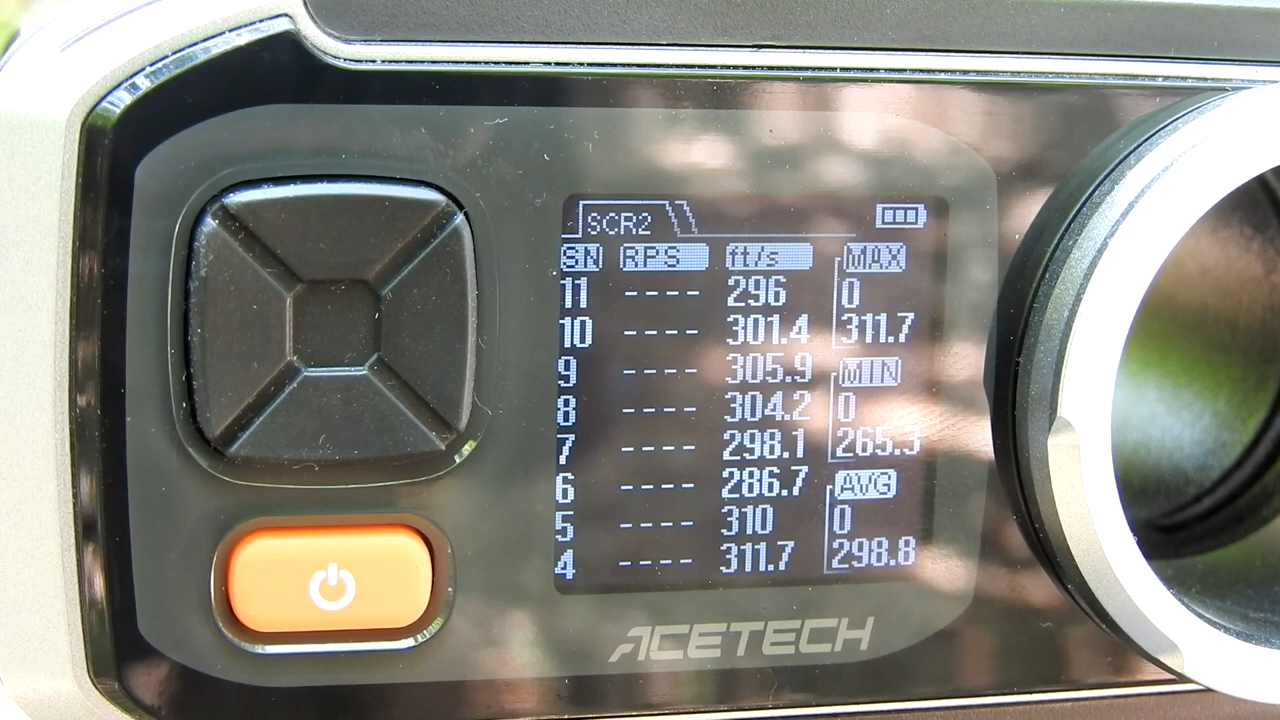 SCR2
SN RPS ft/s MAX
11 ---- 296 0
10 ---- 301.4 311.7
9 ---- 305.9 MIN
8 ---- 304.2 0
7 ---- 298.1 265.3
6 ---- 286.7 AVG
5 ---- 310 0
4 ---- 311.7 298.8
ACETECH